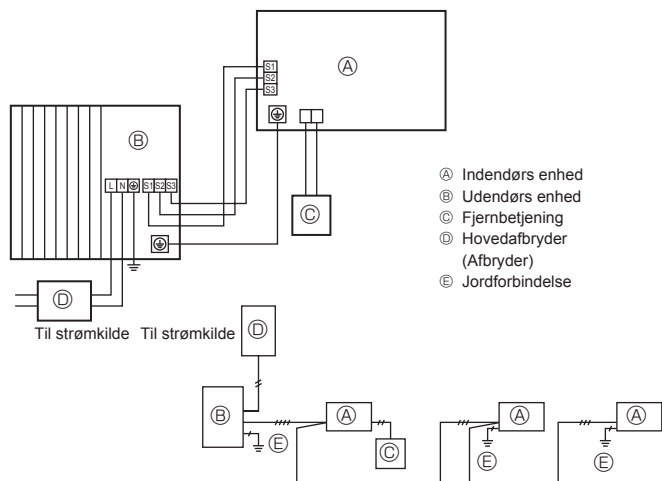 Ⓐ
S1
S2
S3
Ⓑ
L N S1 S2 S3
Ⓒ
Ⓓ
Til strømkilde
Ⓐ Indendørs enhed
Ⓑ Udendørs enhed
Ⓒ Fjernbetjening
Ⓓ Hovedafbryder
(Afbryder)
Ⓔ Jordforbindelse
Til strømkilde
Ⓓ
Ⓑ
Ⓔ
Ⓐ
Ⓒ
Ⓐ
Ⓔ
Ⓐ
Ⓔ